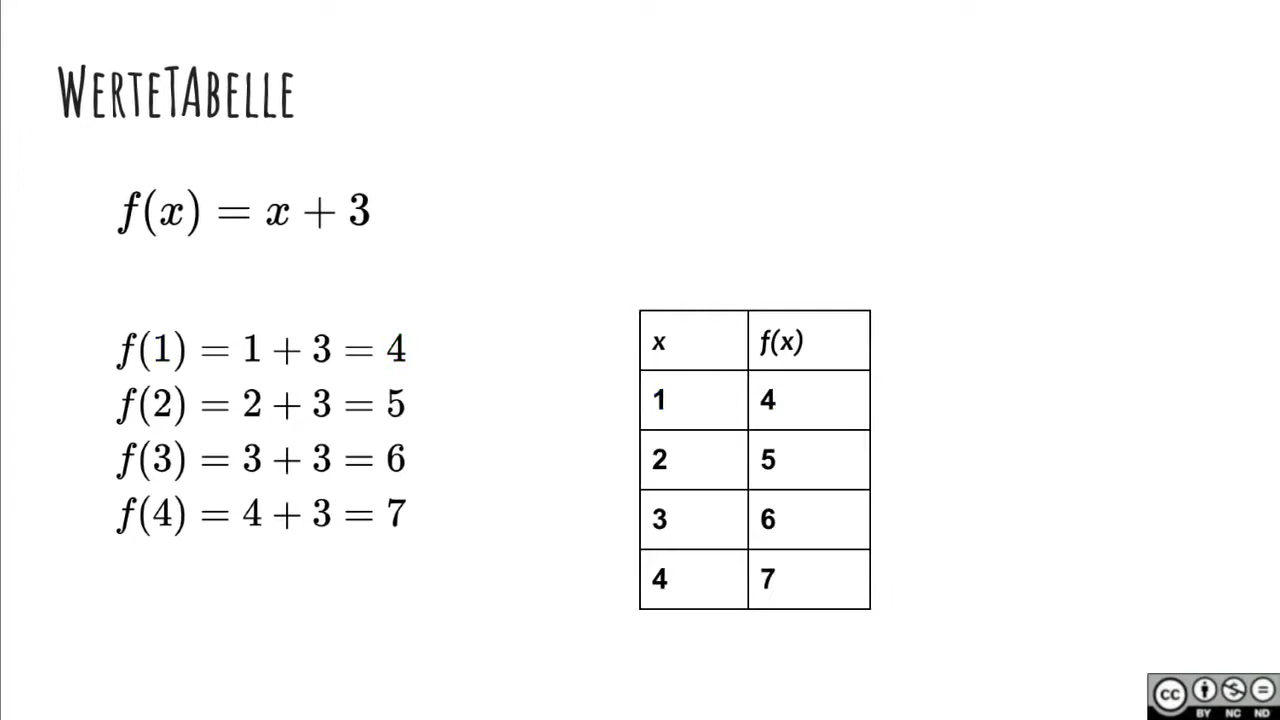 WERTETABELLE
f(x) = x + 3
f(1) = 1 + 3 = 4
f(2) = 2 + 3 = 5
f(3) = 3 + 3 = 6
f(4) = 4 + 3 = 7
x f(x)
1 4
2 5
3 6
4 7
cc
BY NC ND